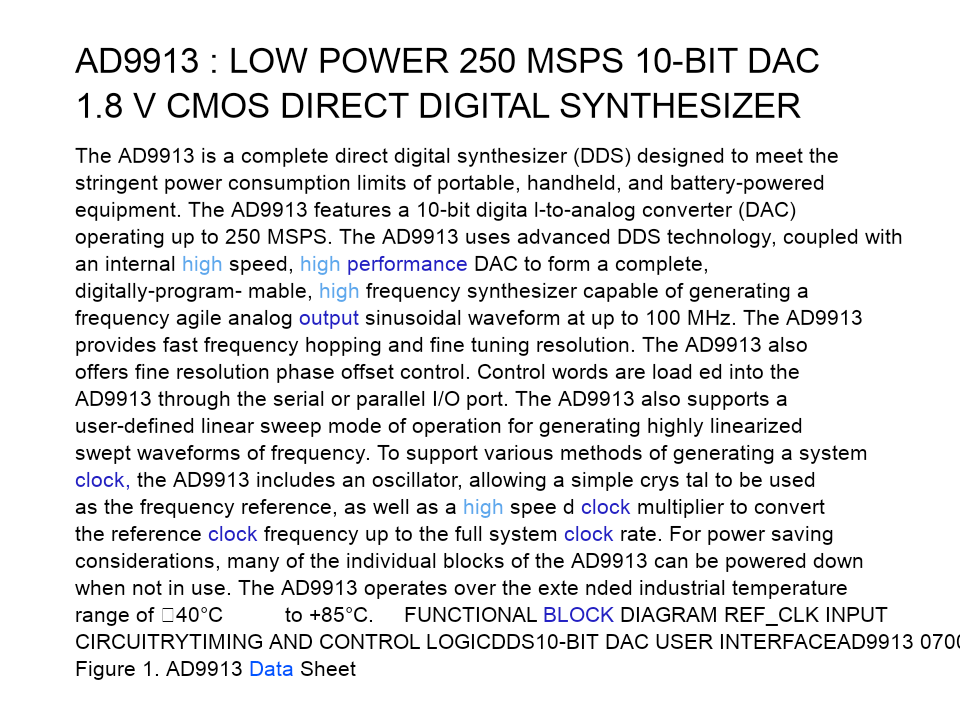 AD9913 : LOW POWER 250 MSPS 10-BIT DAC
1.8 V CMOS DIRECT DIGITAL SYNTHESIZER
The AD9913 is a complete direct digital synthesizer (DDS) designed to meet the
stringent power consumption limits of portable, handheld, and battery-powered
equipment. The AD9913 features a 10-bit digita l-to-analog converter (DAC)
operating up to 250 MSPS. The AD9913 uses advanced DDS technology, coupled with
an internal high speed, high performance DAC to form a complete,
digitally-program- mable, high frequency synthesizer capable of generating a
frequency agile analog output sinusoidal waveform at up to 100 MHz. The AD9913
provides fast frequency hopping and fine tuning resolution. The AD9913 also
offers fine resolution phase offset control. Control words are load ed into the
AD9913 through the serial or parallel I/O port. The AD9913 also supports a
user-defined linear sweep mode of operation for generating highly linearized
swept waveforms of frequency. To support various methods of generating a system
clock, the AD9913 includes an oscillator, allowing a simple crys tal to be used
as the frequency reference, as well as a high spee d clock multiplier to convert
the reference clock frequency up to the full system clock rate. For power saving
considerations, many of the individual blocks of the AD9913 can be powered down
when not in use. The AD9913 operates over the exte nded industrial temperature
range of 40°C to +85°C. FUNCTIONAL BLOCK DIAGRAM REF_CLK INPUT
CIRCUITRYTIMING AND CONTROL LOGICDDS10-BIT DAC USER INTERFACEAD9913 070
Figure 1. AD9913 Data Sheet